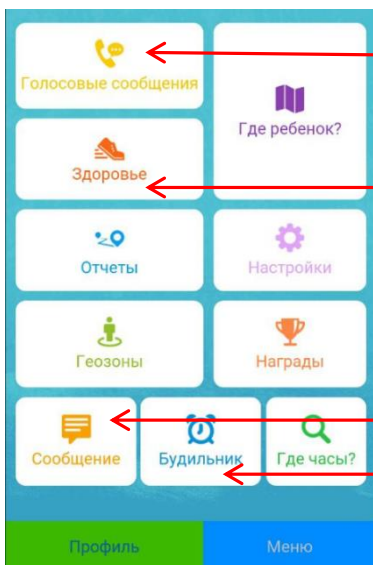 Голосовые сообщения
Где ребенок?
Здоровье
Отчеты
Настройки
Геозоны
Награды
Сообщение
Будильник
Где часы?
Профиль
Меню